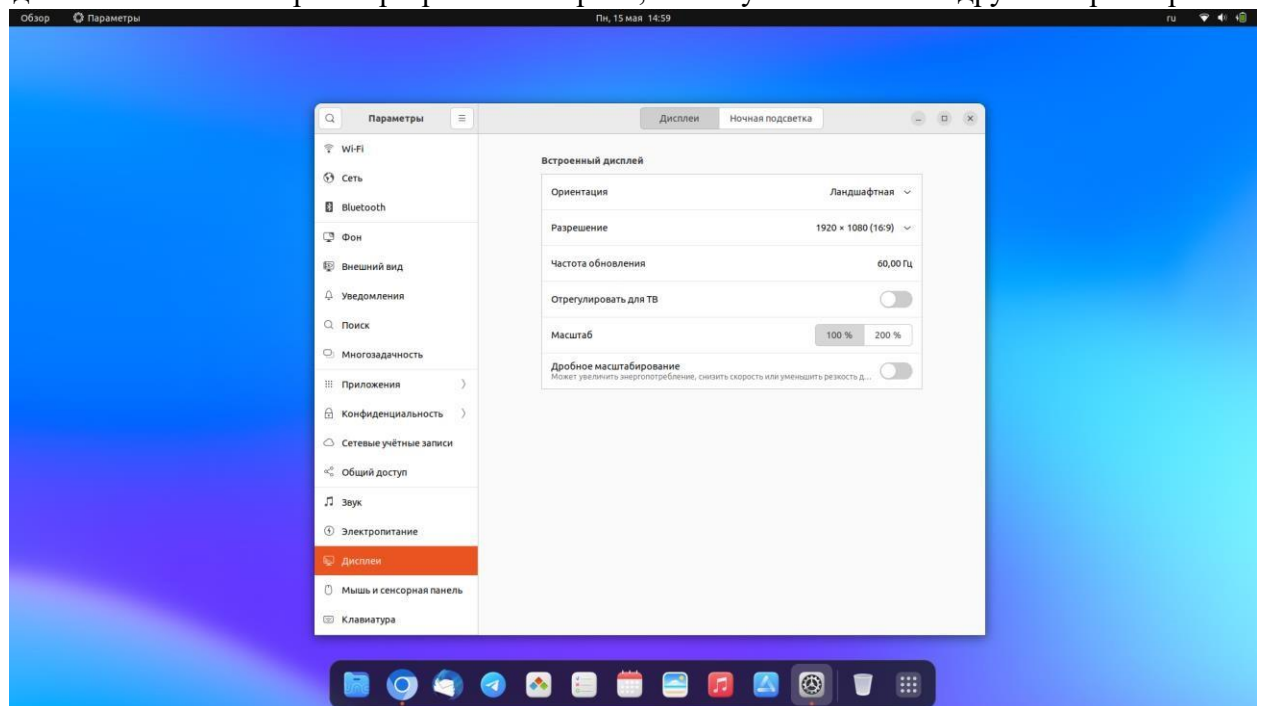 Обзор Параметры Пн, 15 мая 14:59 ru
Параметры Дисплеи Ночная подсветка
Wi-Fi
Сеть
Bluetooth
Фон
Внешний вид
Уведомления
Поиск
Многозадачность
Приложения
Конфиденциальность
Сетевые учётные записи
Общий доступ
Звук
Электропитание
Дисплеи
Мышь и сенсорная панель
Клавиатура
Встроенный дисплей
Ориентация Ландшафтная
Разрешение 1920 × 1080 (16:9)
Частота обновления 60,00 Гц
Отрегулировать для ТВ
Масштаб 100 % 200 %
Дробное масштабирование
Может увеличить энергопотребление, снизить скорость или уменьшить резкость д...